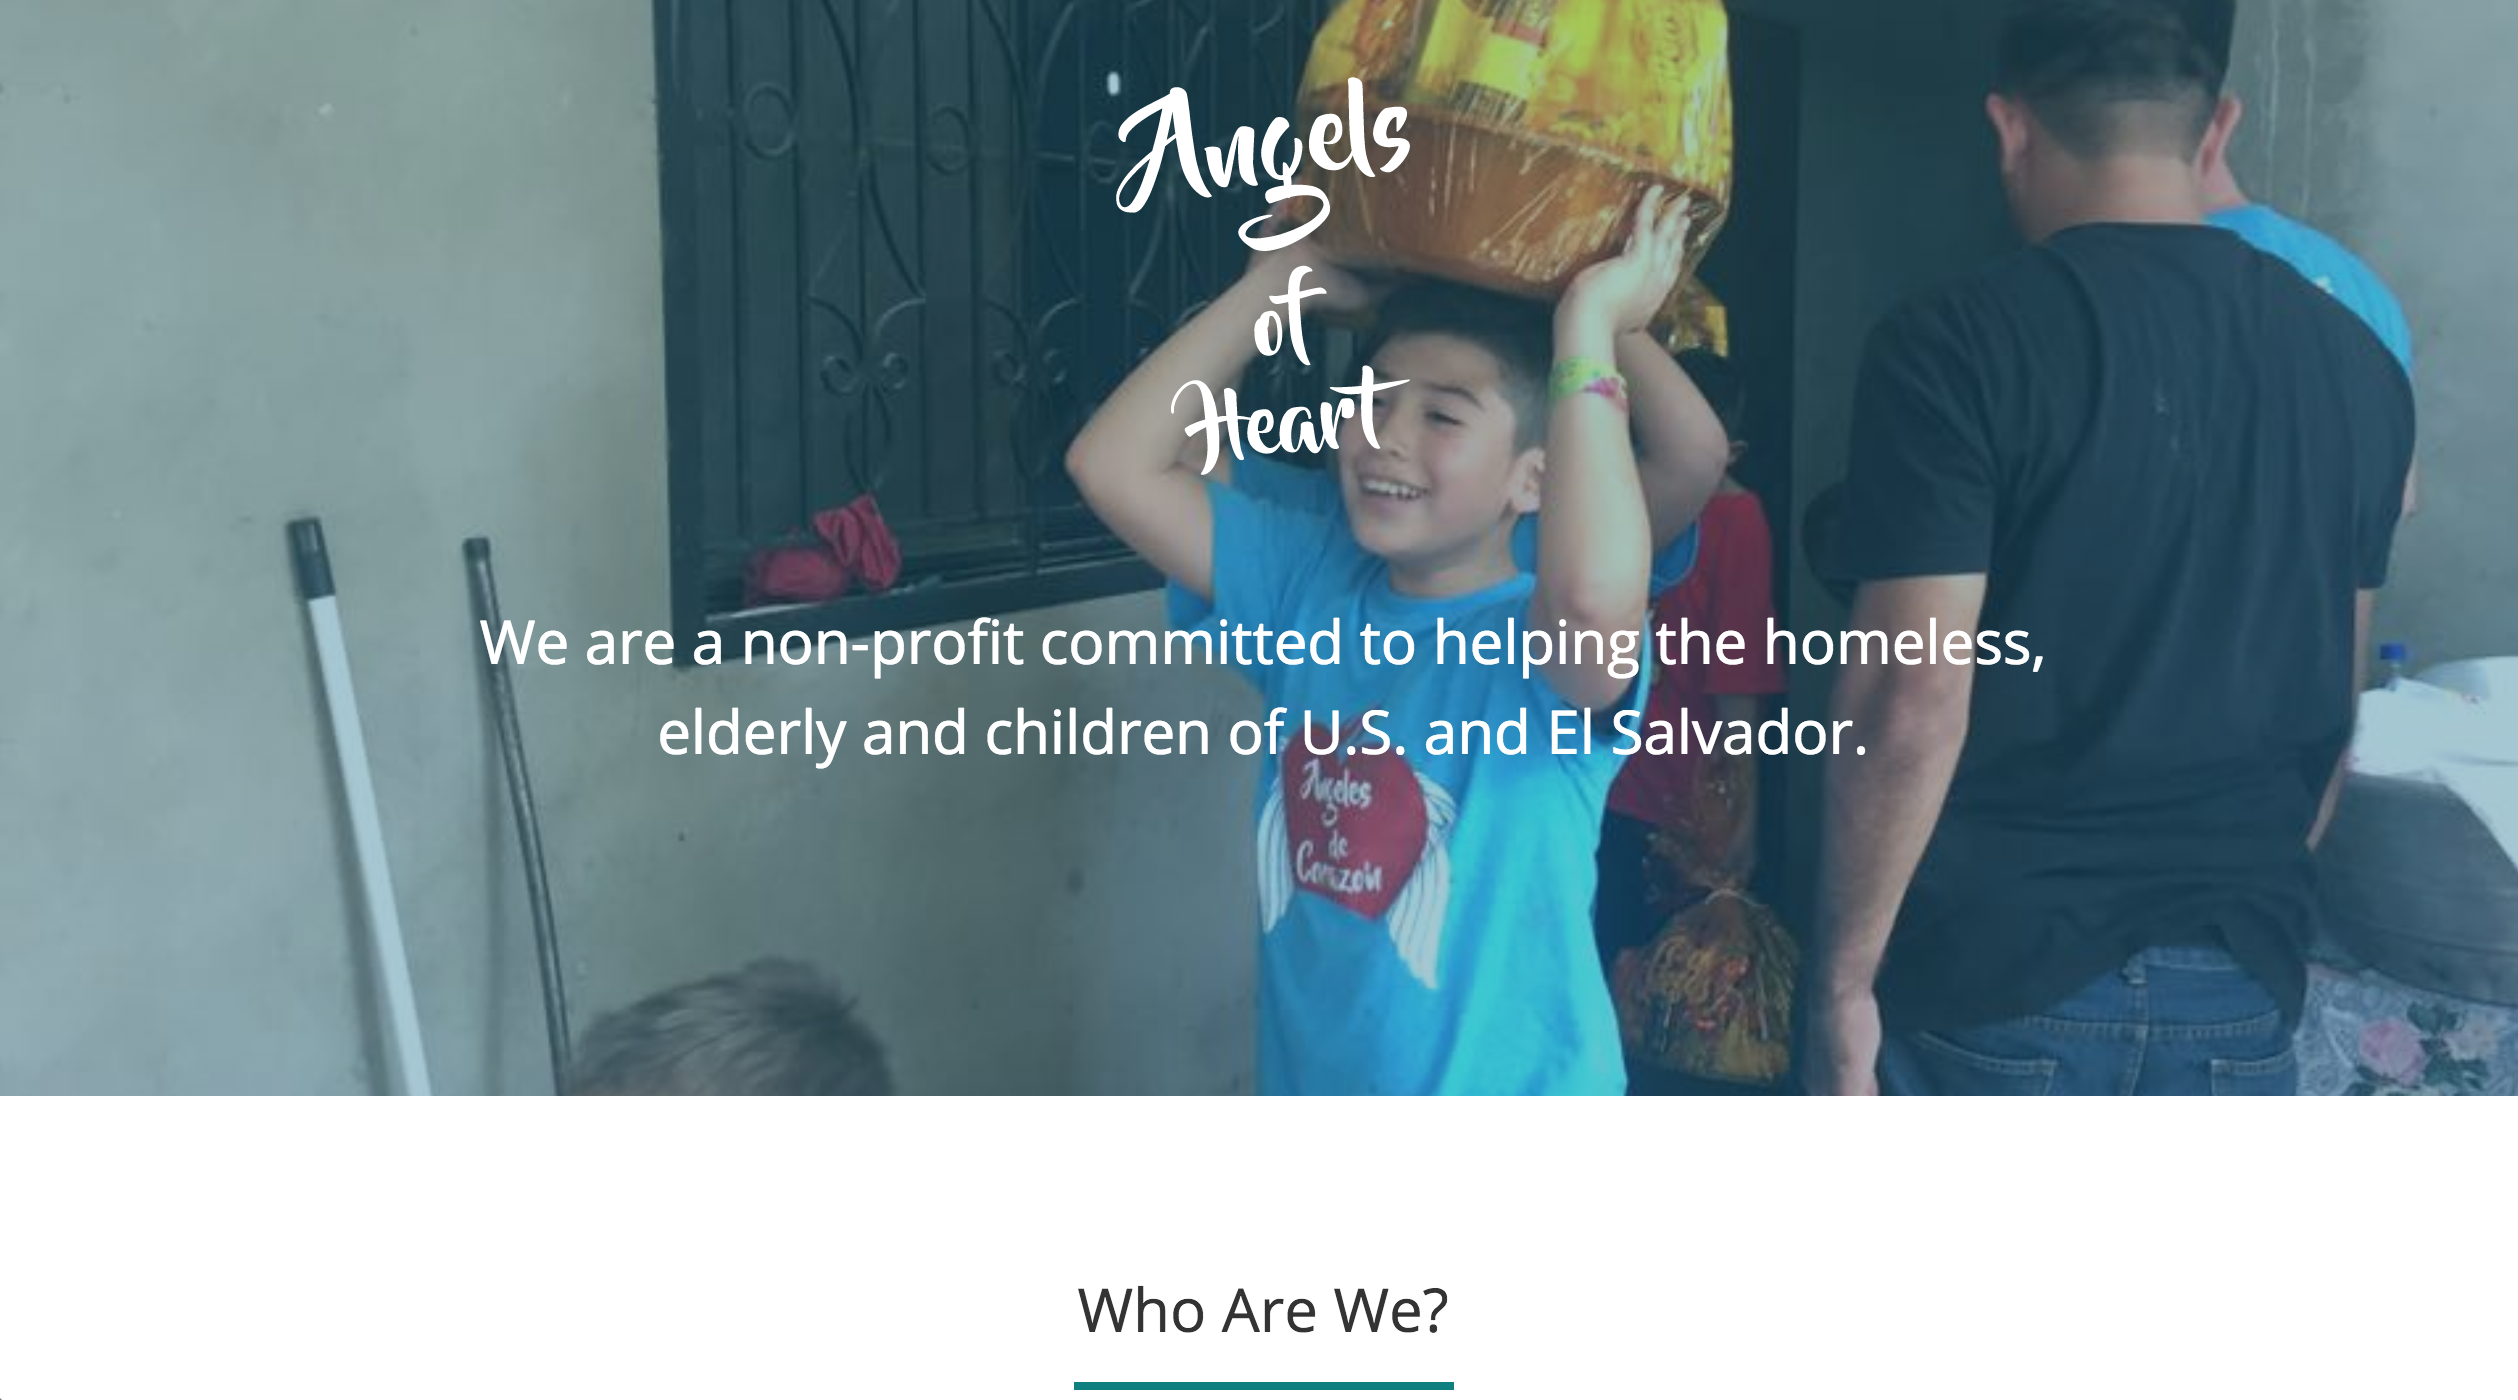 Angels
of
Heart
We are a non-profit committed to helping the homeless,
elderly and children of U.S. and El Salvador.
Angeles
de
Corazón
Who Are We?